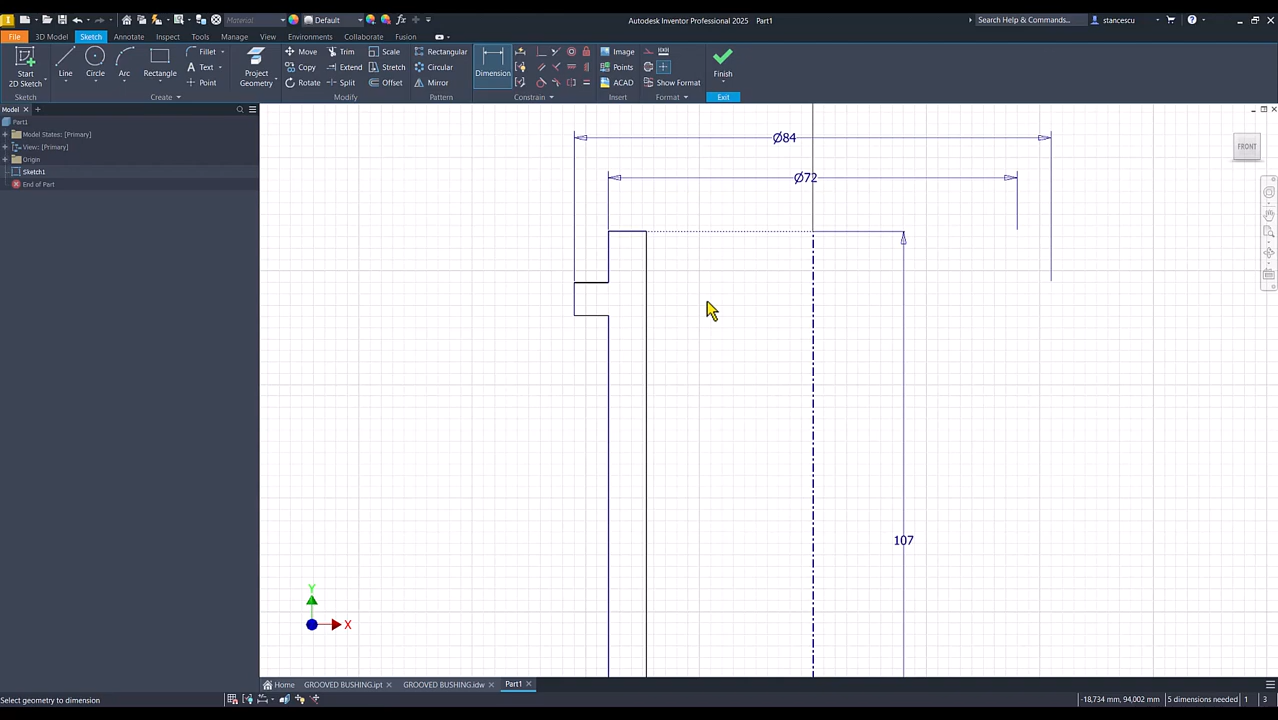 Material
Default
fx
Autodesk Inventor Professional 2025 Part1
Search Help & Commands...
stancescu
File 3D Model Sketch Annotate Inspect Tools Manage View Environments Collaborate Fusion
Start
2D Sketch
Sketch
Line
Circle
Arc
Rectangle
Fillet
Text
Point
Create
Project
Geometry
Move
Copy
Rotate
Trim
Extend
Split
Scale
Stretch
Offset
Modify
Rectangular
Circular
Mirror
Pattern
Dimension
Constrain
Image
Points
ACAD
Insert
Show Format
Format
Finish
Exit
Model
Part1
Model States: [Primary]
View: [Primary]
Origin
Sketch1
End of Part
Ø84
FRONT
Ø72
107
Y
X
Home GROOVED BUSHING.ipt GROOVED BUSHING.idw Part1
Select geometry to dimension
-18,734 mm, 94,002 mm 5 dimensions needed 1 3